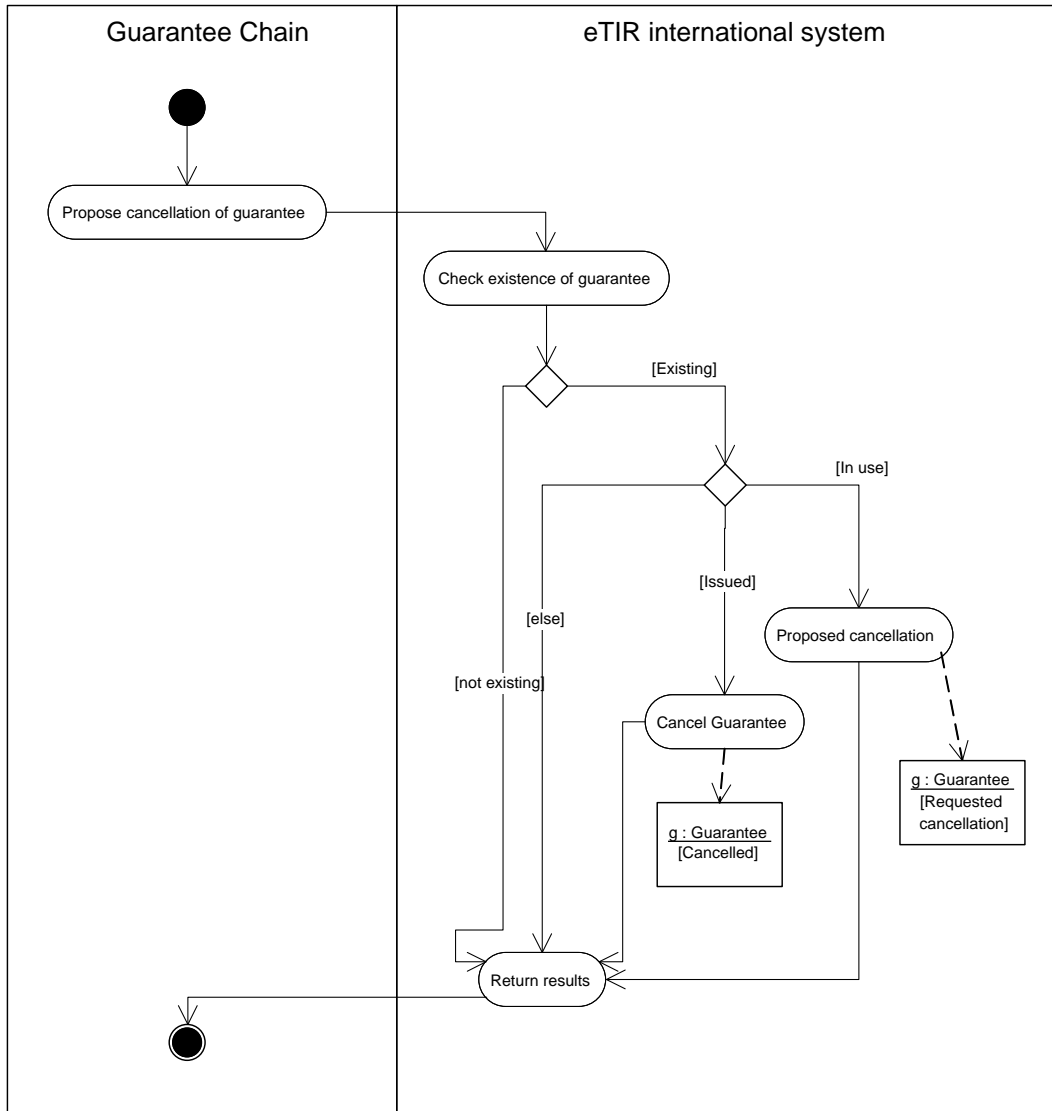 Guarantee Chain
eTIR international system
Propose cancellation of guarantee
Check existence of guarantee
[Existing]
[In use]
[Issued]
[else]
Proposed cancellation
[not existing]
Cancel Guarantee
g : Guarantee
[Requested
cancellation]
g : Guarantee
[Cancelled]
Return results